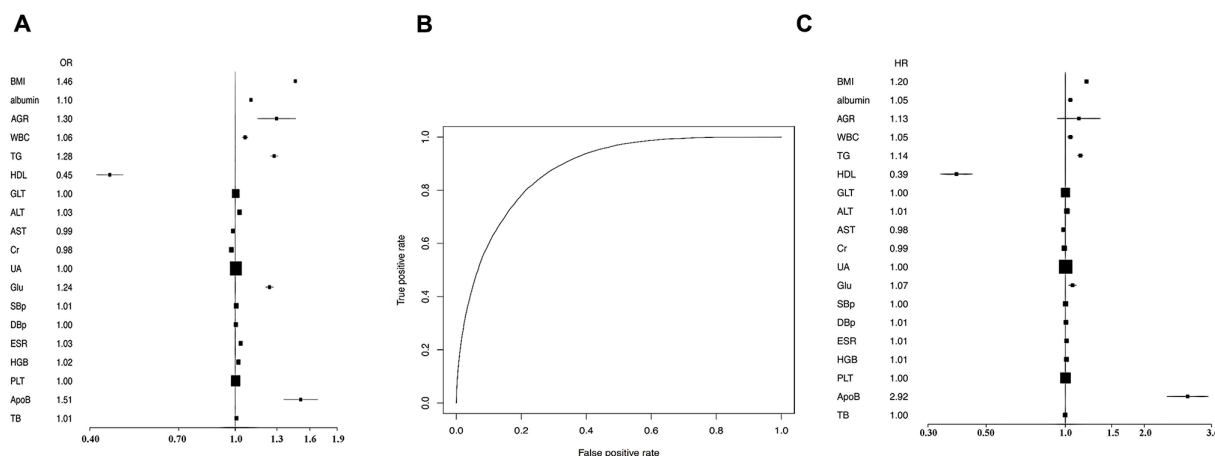 A
OR
BMI 1.46
albumin 1.10
AGR 1.30
WBC 1.06
TG 1.28
HDL 0.45
GLT 1.00
ALT 1.03
AST 0.99
Cr 0.98
UA 1.00
Glu 1.24
SBp 1.01
DBp 1.00
ESR 1.03
HGB 1.02
PLT 1.00
ApoB 1.51
TB 1.01
0.40 0.70 1.0 1.3 1.6 1.9
B
True positive rate
1.0
0.8
0.6
0.4
0.2
0.0
0.0 0.2 0.4 0.6 0.8 1.0
False positive rate
C
HR
BMI 1.20
albumin 1.05
AGR 1.13
WBC 1.05
TG 1.14
HDL 0.39
GLT 1.00
ALT 1.01
AST 0.98
Cr 0.99
UA 1.00
Glu 1.07
SBp 1.00
DBp 1.01
ESR 1.01
HGB 1.01
PLT 1.00
ApoB 2.92
TB 1.00
0.30 0.50 1.0 1.5 2.0